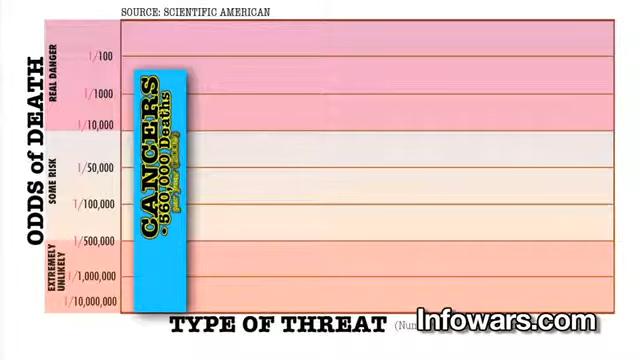 SOURCE: SCIENTIFIC AMERICAN
ODDS of DEATH
REAL DANGER
SOME RISK
EXTREMELY
UNLIKELY
1/100
1/1000
1/10,000
1/50,000
1/100,000
1/500,000
1/1,000,000
1/10,000,000
CANCERS
•560,000 Deaths
TYPE OF THREAT
Infowars.com